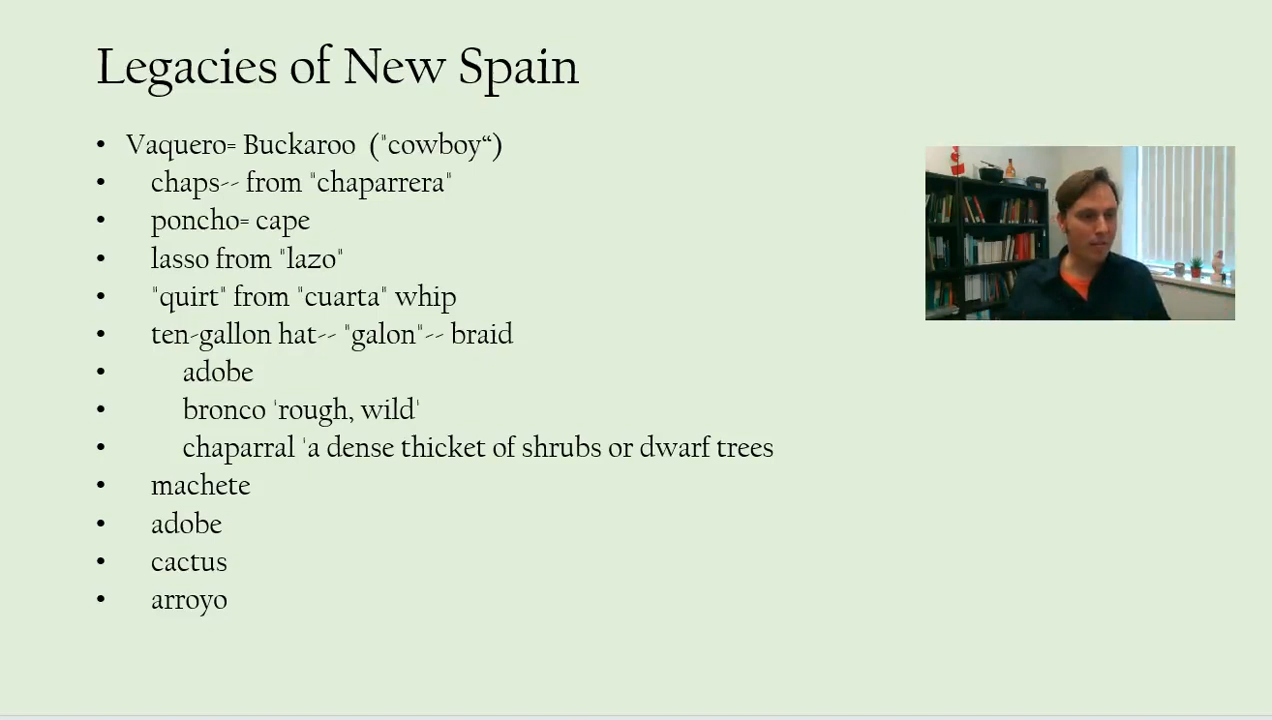 Legacies of New Spain
• Vaquero= Buckaroo ("cowboy“)
• chaps-- from "chaparrera"
• poncho= cape
• lasso from "lazo"
• "quirt" from "cuarta" whip
• ten-gallon hat-- "galon"-- braid
• adobe
• bronco 'rough, wild'
• chaparral 'a dense thicket of shrubs or dwarf trees
• machete
• adobe
• cactus
• arroyo